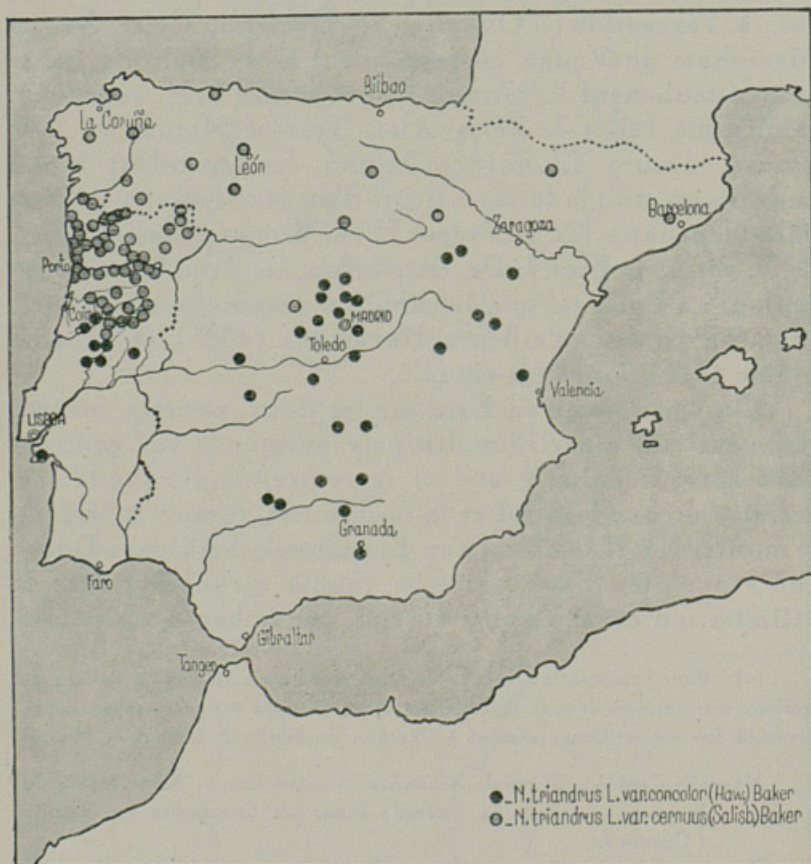 Bilbao
La Coruña
León
Zaragoza
Barcelona
Porto
MADRID
Toledo
Valencia
LISBOA
Granada
Faro
Gibraltar
Tanger
_N. triandrus L. var. concolor (Haw.) Baker
_N. triandrus L. var. cernuus (Salisb) Baker